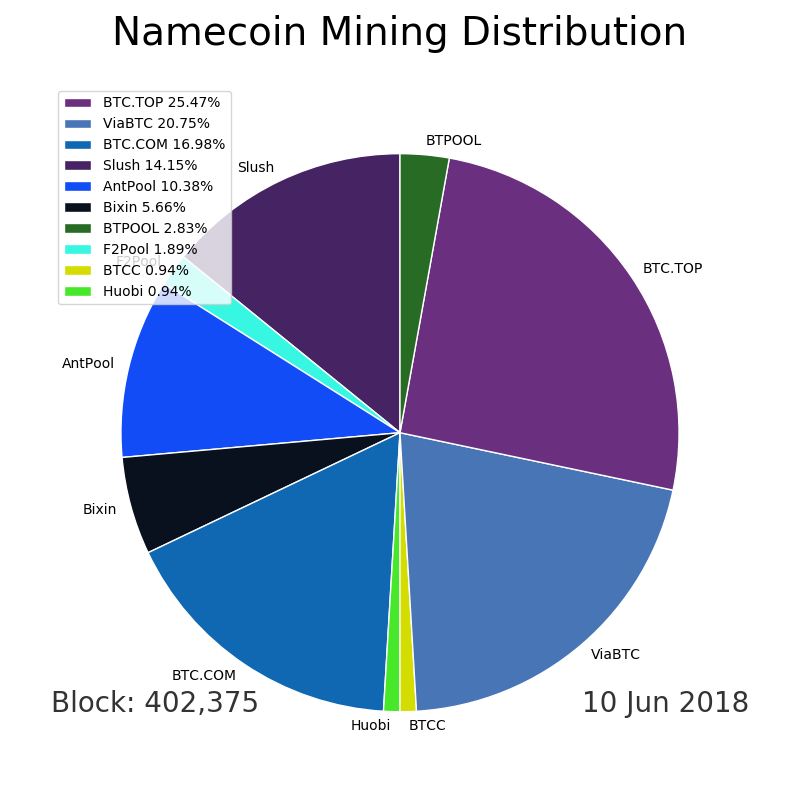 Namecoin Mining Distribution
BTC.TOP 25.47%
ViaBTC 20.75%
BTC.COM 16.98%
Slush 14.15%
AntPool 10.38%
Bixin 5.66%
BTPOOL 2.83%
F2Pool 1.89%
BTCC 0.94%
Huobi 0.94%
BTPOOL
Slush
F2Pool
BTC.TOP
AntPool
Bixin
ViaBTC
BTC.COM
Huobi
BTCC
Block: 402,375
10 Jun 2018